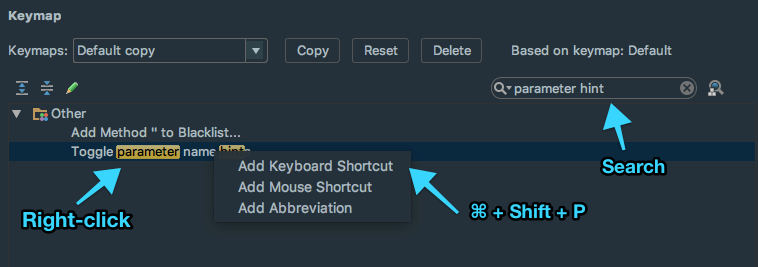 Keymap
Keymaps: Default copy Copy Reset Delete Based on keymap: Default
parameter hint
Other
Add Method '' to Blacklist...
Toggle parameter name hints
Add Keyboard Shortcut
Add Mouse Shortcut
Add Abbreviation
Search
Right-click
⌘ + Shift + P